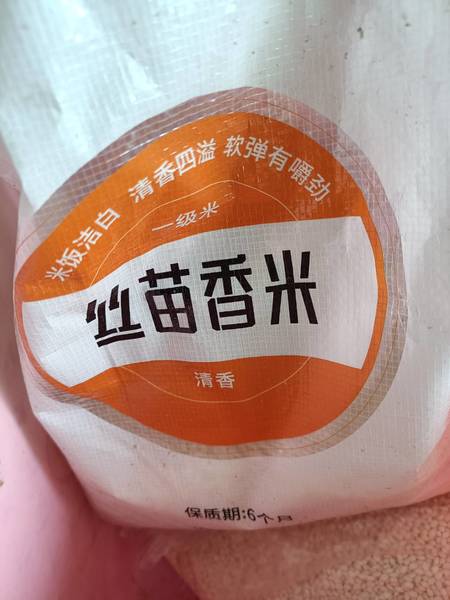 米饭洁白 清香四溢 软弹有嚼劲
一级米
丝苗香米
清香
保质期:6个月